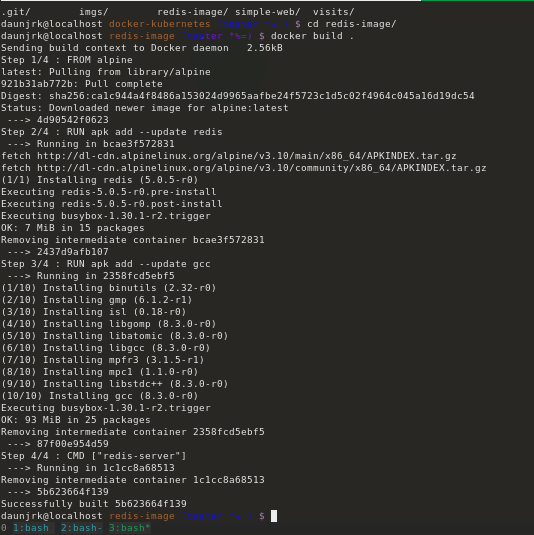 .git/        imgs/        redis-image/ simple-web/  visits/
daunjrk@localhost docker-kubernetes (master *%=) $ cd redis-image/
daunjrk@localhost redis-image (master *%=) $ docker build .
Sending build context to Docker daemon   2.56kB
Step 1/4 : FROM alpine
latest: Pulling from library/alpine
921b31ab772b: Pull complete
Digest: sha256:ca1c944a4f8486a153024d9965aafbe24f5723c1d5c02f4964c045a16d19dc54
Status: Downloaded newer image for alpine:latest
 ---> 4d90542f0623
Step 2/4 : RUN apk add --update redis
 ---> Running in bcae3f572831
fetch http://dl-cdn.alpinelinux.org/alpine/v3.10/main/x86_64/APKINDEX.tar.gz
fetch http://dl-cdn.alpinelinux.org/alpine/v3.10/community/x86_64/APKINDEX.tar.gz
(1/1) Installing redis (5.0.5-r0)
Executing redis-5.0.5-r0.pre-install
Executing redis-5.0.5-r0.post-install
Executing busybox-1.30.1-r2.trigger
OK: 7 MiB in 15 packages
Removing intermediate container bcae3f572831
 ---> 2437d9afb107
Step 3/4 : RUN apk add --update gcc
 ---> Running in 2358fcd5ebf5
(1/10) Installing binutils (2.32-r0)
(2/10) Installing gmp (6.1.2-r1)
(3/10) Installing isl (0.18-r0)
(4/10) Installing libgomp (8.3.0-r0)
(5/10) Installing libatomic (8.3.0-r0)
(6/10) Installing libgcc (8.3.0-r0)
(7/10) Installing mpfr3 (3.1.5-r1)
(8/10) Installing mpc1 (1.1.0-r0)
(9/10) Installing libstdc++ (8.3.0-r0)
(10/10) Installing gcc (8.3.0-r0)
Executing busybox-1.30.1-r2.trigger
OK: 93 MiB in 25 packages
Removing intermediate container 2358fcd5ebf5
 ---> 87f00e954d59
Step 4/4 : CMD ["redis-server"]
 ---> Running in 1c1cc8a68513
Removing intermediate container 1c1cc8a68513
 ---> 5b623664f139
Successfully built 5b623664f139
daunjrk@localhost redis-image (master *%=) $
0 1:bash  2:bash- 3:bash*